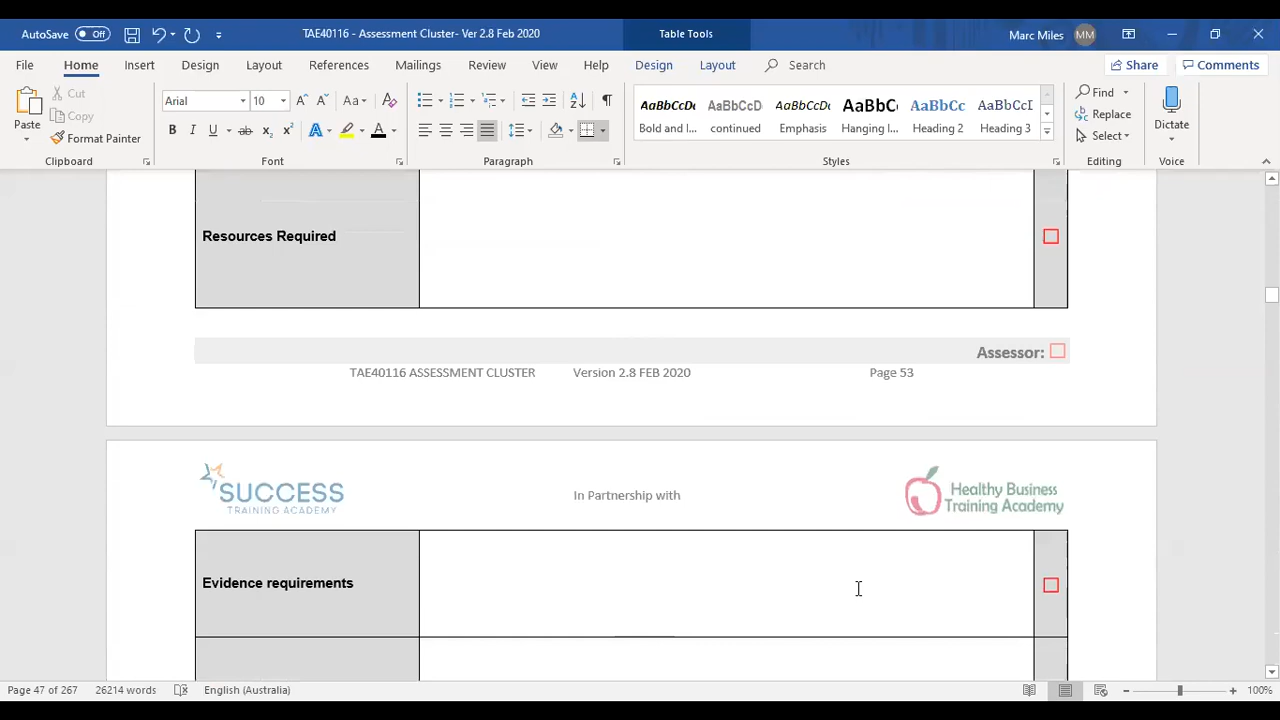 AutoSave Off
TAE40116 - Assessment Cluster- Ver 2.8 Feb 2020
Table Tools
Marc Miles MM
File Home Insert Design Layout References Mailings Review View Help Design Layout Search Share Comments
Paste
Cut
Copy
Format Painter
Clipboard
Arial 10
Font
Paragraph
AaBbCcDc AaBbCcDd AaBbCcDc AaBbC AaBbCc AaBbCcI
Bold and I... continued Emphasis Hanging I... Heading 2 Heading 3
Styles
Find
Replace
Select
Editing
Dictate
Voice
Resources Required
Assessor:
TAE40116 ASSESSMENT CLUSTER Version 2.8 FEB 2020 Page 53
SUCCESS
TRAINING ACADEMY
In Partnership with
Healthy Business
Training Academy
Evidence requirements
Page 47 of 267 26214 words English (Australia) 100%